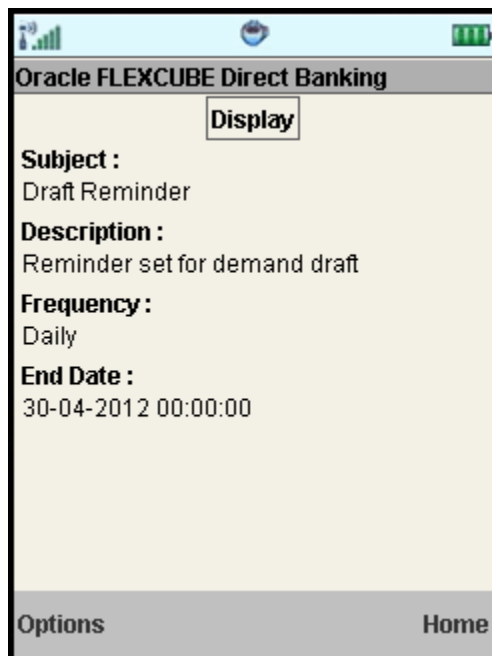 Oracle FLEXCUBE Direct Banking
Display
Subject :
Draft Reminder
Description :
Reminder set for demand draft
Frequency :
Daily
End Date :
30-04-2012 00:00:00
Options Home